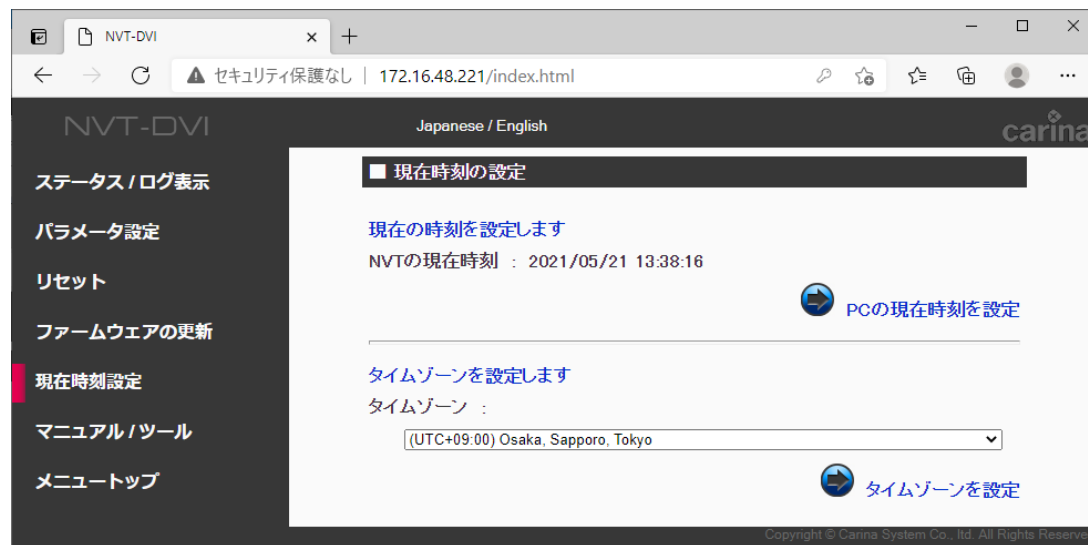 NVT-DVI
セキュリティ保護なし | 172.16.48.221/index.html
NVT-DVI
Japanese / English
carina
ステータス / ログ表示
パラメータ設定
リセット
ファームウェアの更新
現在時刻設定
マニュアル / ツール
メニュートップ
■ 現在時刻の設定
現在の時刻を設定します
NVTの現在時刻 : 2021/05/21 13:38:16
PCの現在時刻を設定
タイムゾーンを設定します
タイムゾーン :
(UTC+09:00) Osaka, Sapporo, Tokyo
タイムゾーンを設定
Copyright © Carina System Co., ltd. All Rights Reserve